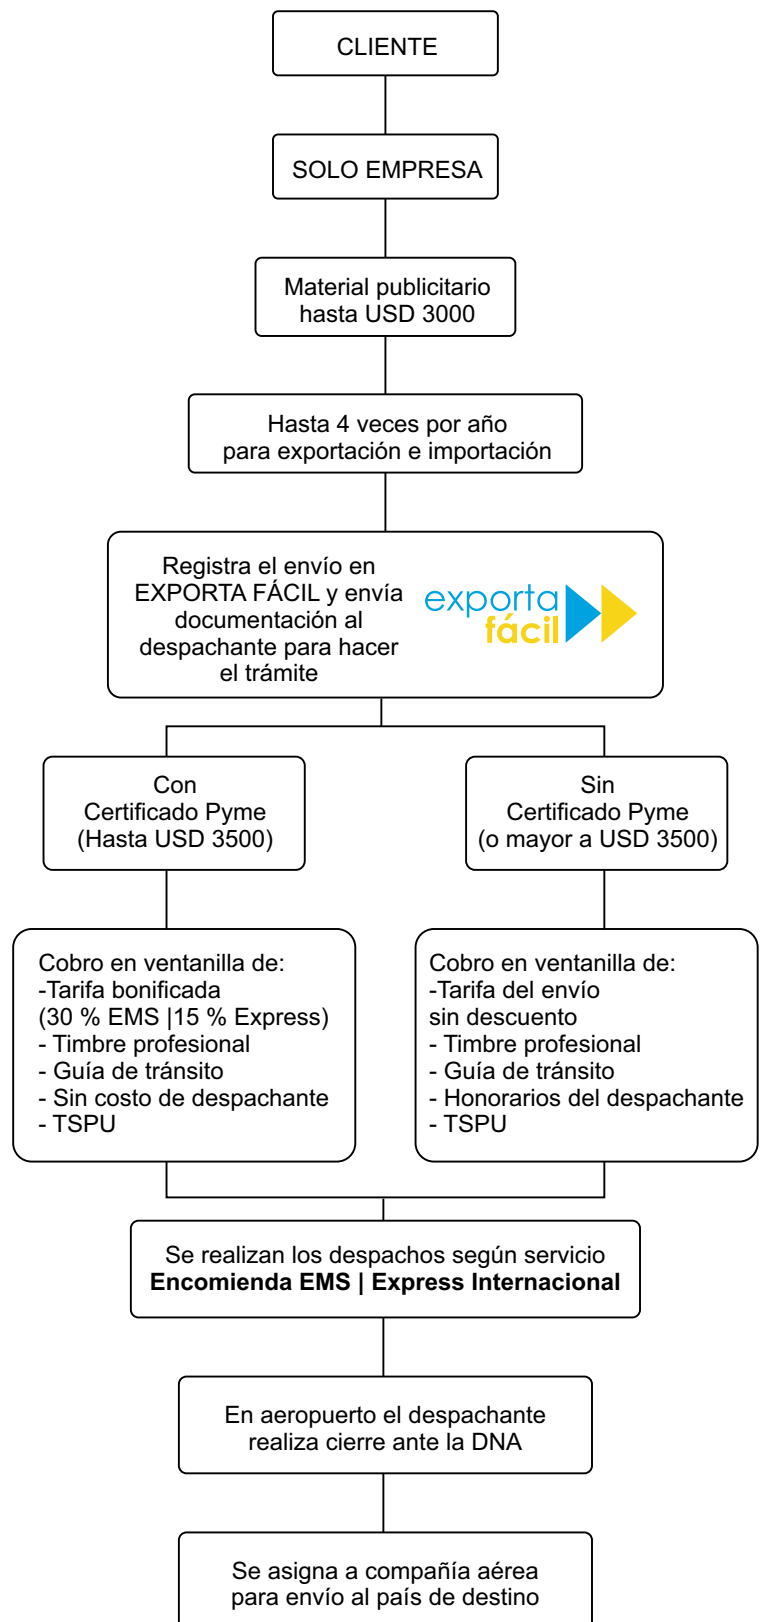 CLIENTE
SOLO EMPRESA
Material publicitario
hasta USD 3000
Hasta 4 veces por año
para exportación e importación
Registra el envío en
EXPORTA FÁCIL y envía
documentación al
despachante para hacer
el trámite
exporta
fácil
Con
Certificado Pyme
(Hasta USD 3500)
Sin
Certificado Pyme
(o mayor a USD 3500)
Cobro en ventanilla de:
-Tarifa bonificada
(30 % EMS |15 % Express)
- Timbre profesional
- Guía de tránsito
- Sin costo de despachante
- TSPU
Cobro en ventanilla de:
-Tarifa del envío
sin descuento
- Timbre profesional
- Guía de tránsito
- Honorarios del despachante
- TSPU
Se realizan los despachos según servicio
Encomienda EMS | Express Internacional
En aeropuerto el despachante
realiza cierre ante la DNA
Se asigna a compañía aérea
para envío al país de destino